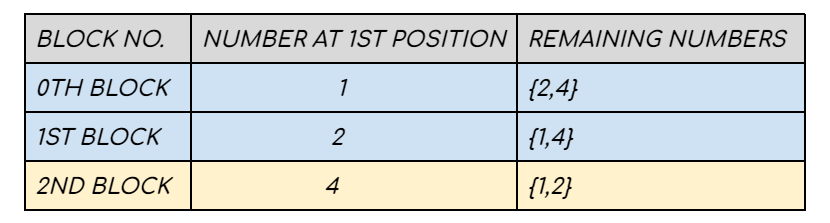 BLOCK NO. NUMBER AT 1ST POSITION REMAINING NUMBERS
0TH BLOCK 1 {2,4}
1ST BLOCK 2 {1,4}
2ND BLOCK 4 {1,2}